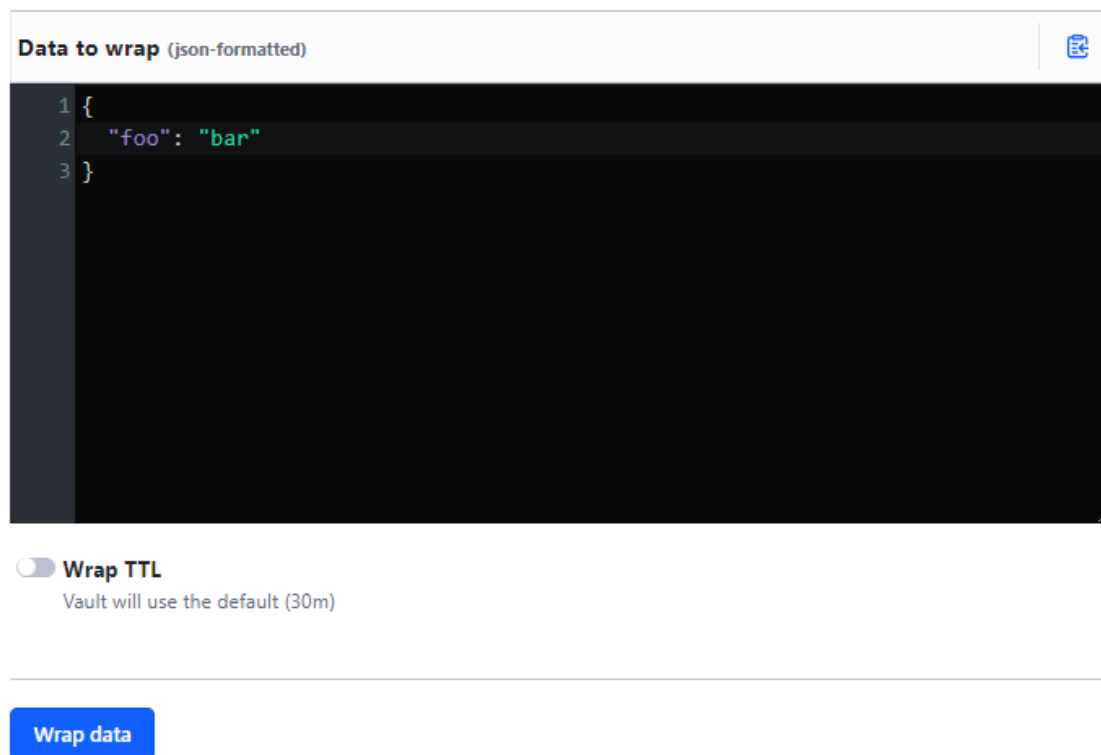 Data to wrap (json-formatted)
1 {
2   "foo": "bar"
3 }
Wrap TTL
Vault will use the default (30m)
Wrap data